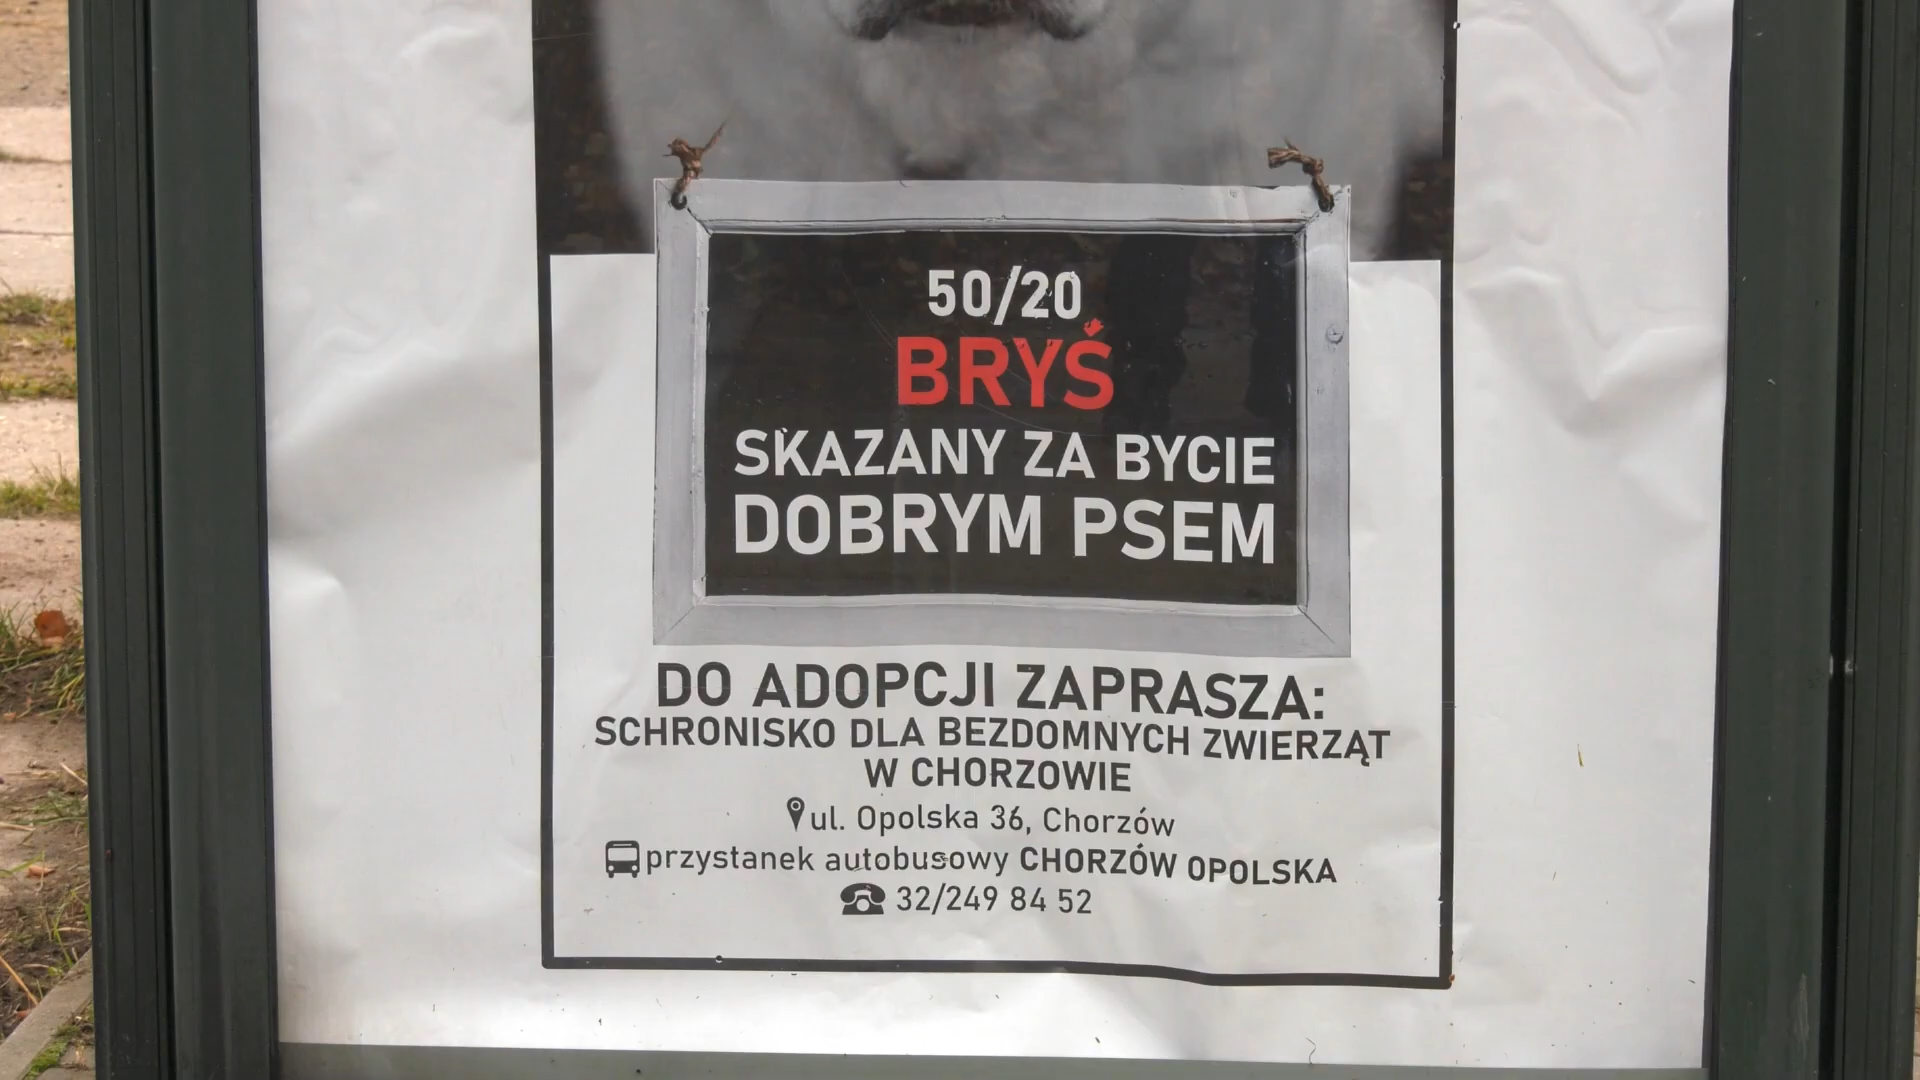 50/20
BRYŚ
SKAZANY ZA BYCIE
DOBRYM PSEM
DO ADOPCJI ZAPRASZA:
SCHRONISKO DLA BEZDOMNYCH ZWIERZĄT
W CHORZOWIE
ul. Opolska 36, Chorzów
przystanek autobusowy CHORZÓW OPOLSKA
32/249 84 52